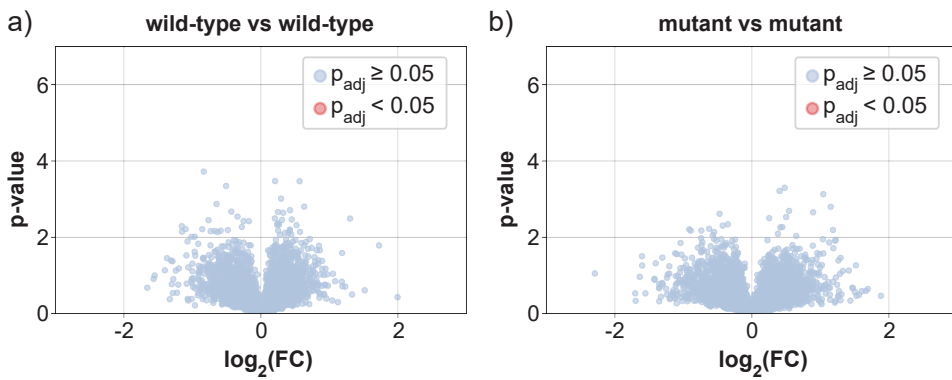 a) wild-type vs wild-type
p-value
6
4
2
0
-2 0 2
log2(FC)
padj ≥ 0.05
padj < 0.05
b) mutant vs mutant
p-value
6
4
2
0
-2 0 2
log2(FC)
padj ≥ 0.05
padj < 0.05